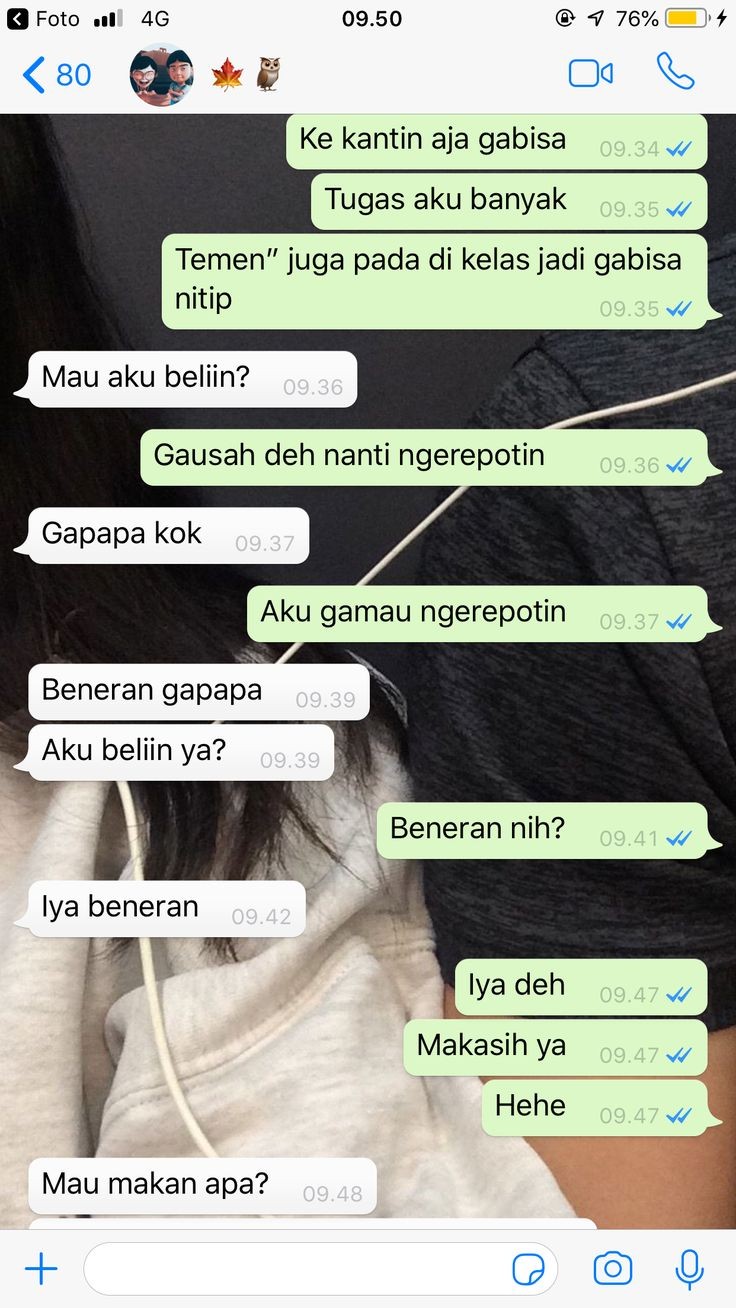 Foto 4G 09.50 76%
80 🍁🦉
Ke kantin aja gabisa 09.34
Tugas aku banyak 09.35
Temen” juga pada di kelas jadi gabisa
nitip 09.35
Mau aku beliin? 09.36
Gausah deh nanti ngerepotin 09.36
Gapapa kok 09.37
Aku gamau ngerepotin 09.37
Beneran gapapa 09.39
Aku beliin ya? 09.39
Beneran nih? 09.41
Iya beneran 09.42
Iya deh 09.47
Makasih ya 09.47
Hehe 09.47
Mau makan apa? 09.48